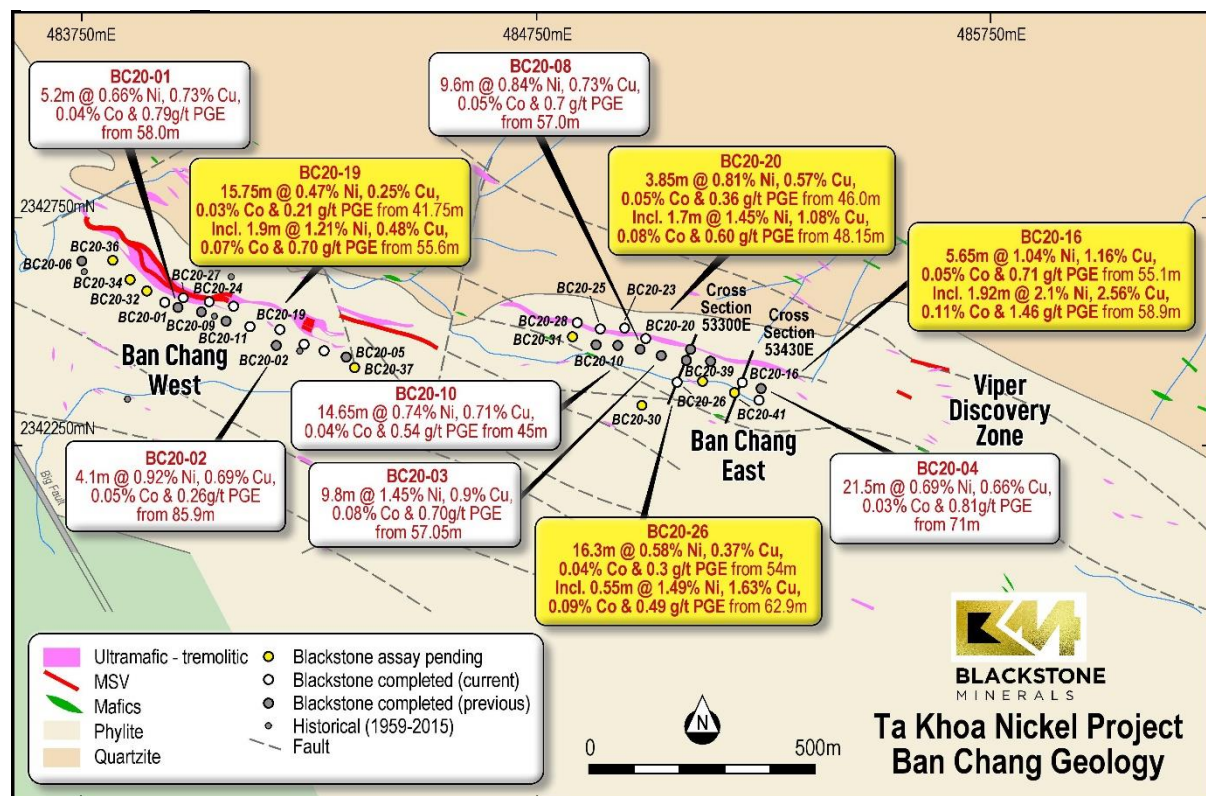 483750mE
484750mE
485750mE
2342750mN
2342250mN
BC20-01
5.2m @ 0.66% Ni, 0.73% Cu,
0.04% Co & 0.79g/t PGE
from 58.0m
BC20-08
9.6m @ 0.84% Ni, 0.73% Cu,
0.05% Co & 0.7 g/t PGE
from 57.0m
BC20-19
15.75m @ 0.47% Ni, 0.25% Cu,
0.03% Co & 0.21 g/t PGE from 41.75m
Incl. 1.9m @ 1.21% Ni, 0.48% Cu,
0.07% Co & 0.70 g/t PGE from 55.6m
BC20-20
3.85m @ 0.81% Ni, 0.57% Cu,
0.05% Co & 0.36 g/t PGE from 46.0m
Incl. 1.7m @ 1.45% Ni, 1.08% Cu,
0.08% Co & 0.60 g/t PGE from 48.15m
BC20-16
5.65m @ 1.04% Ni, 1.16% Cu,
0.05% Co & 0.71 g/t PGE from 55.1m
Incl. 1.92m @ 2.1% Ni, 2.56% Cu,
0.11% Co & 1.46 g/t PGE from 58.9m
BC20-36
BC20-06
BC20-34
BC20-32
BC20-27
BC20-24
BC20-01
BC20-09
BC20-11
BC20-19
BC20-02
BC20-05
BC20-37
Ban Chang
West
BC20-25
BC20-23
BC20-28
BC20-31
BC20-20
BC20-10
BC20-39
BC20-16
BC20-26
BC20-41
BC20-30
Cross
Section
53300E
Cross
Section
53430E
Ban Chang
East
Viper
Discovery
Zone
BC20-10
14.65m @ 0.74% Ni, 0.71% Cu,
0.04% Co & 0.54 g/t PGE from 45m
BC20-02
4.1m @ 0.92% Ni, 0.69% Cu,
0.05% Co & 0.26g/t PGE
from 85.9m
BC20-03
9.8m @ 1.45% Ni, 0.9% Cu,
0.08% Co & 0.70g/t PGE
from 57.05m
BC20-04
21.5m @ 0.69% Ni, 0.66% Cu,
0.03% Co & 0.81g/t PGE
from 71m
BC20-26
16.3m @ 0.58% Ni, 0.37% Cu,
0.04% Co & 0.3 g/t PGE from 54m
Incl. 0.55m @ 1.49% Ni, 1.63% Cu,
0.09% Co & 0.49 g/t PGE from 62.9m
Big Fault
Ultramafic - tremolitic
MSV
Mafics
Phylite
Quartzite
Blackstone assay pending
Blackstone completed (current)
Blackstone completed (previous)
Historical (1959-2015)
Fault
N
0 500m
BLACKSTONE
MINERALS
Ta Khoa Nickel Project
Ban Chang Geology